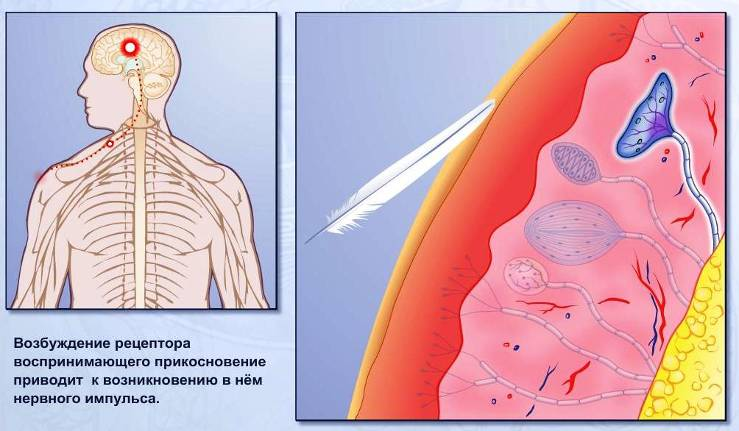 Возбуждение рецептора
воспринимающего прикосновение
приводит к возникновению в нём
нервного импульса.